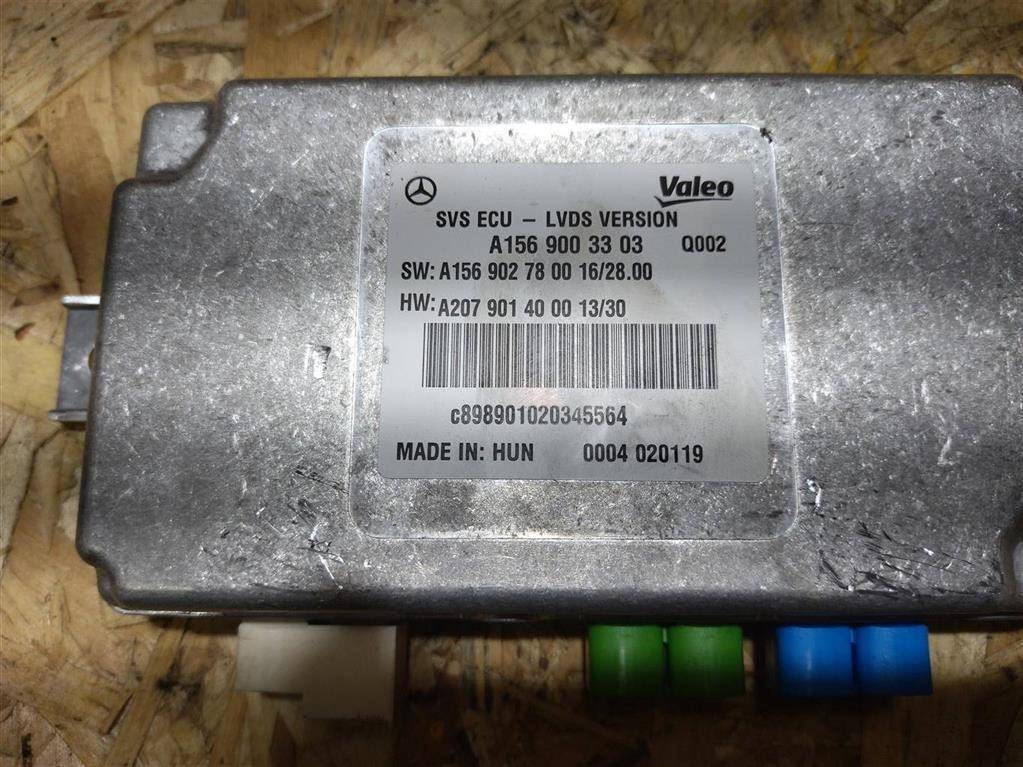 Valeo
SVS ECU – LVDS VERSION
A156 900 33 03 Q002
SW: A156 902 78 00 16/28.00
HW: A207 901 40 00 13/30
c898901020345564
MADE IN: HUN 0004 020119